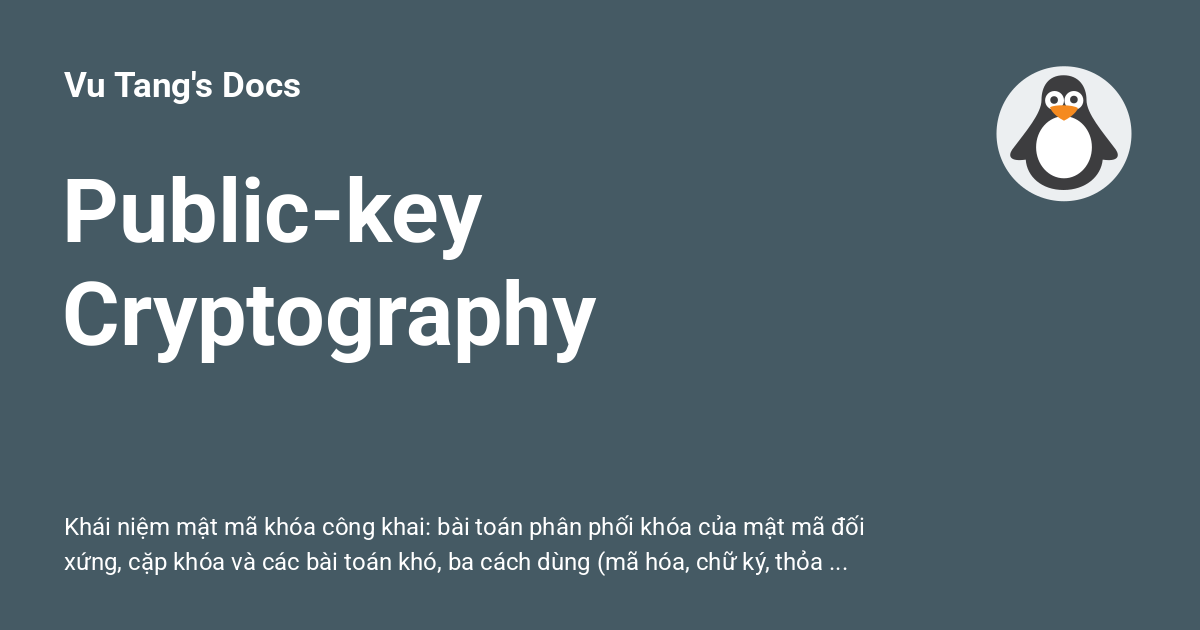 Vu Tang's Docs
Public-key
Cryptography
Khái niệm mật mã khóa công khai: bài toán phân phối khóa của mật mã đối
xứng, cặp khóa và các bài toán khó, ba cách dùng (mã hóa, chữ ký, thỏa ...